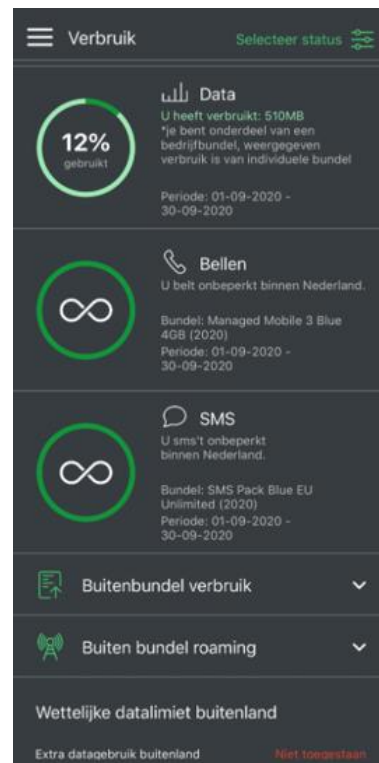 Verbruik
Selecteer status
Data
12%
gebruikt
U heeft verbruikt: 510MB
*je bent onderdeel van een
bedrijfbundel, weergegeven
verbruik is van individuele bundel
Periode: 01-09-2020 -
30-09-2020
Bellen
U belt onbeperkt binnen Nederland.
Bundel: Managed Mobile 3 Blue
4GB (2020)
Periode: 01-09-2020 -
30-09-2020
SMS
U sms't onbeperkt
binnen Nederland.
Bundel: SMS Pack Blue EU
Unlimited (2020)
Periode: 01-09-2020 -
30-09-2020
Buitenbundel verbruik
Buiten bundel roaming
Wettelijke datalimiet buitenland
Extra datagebruik buitenland
Niet toegestaan